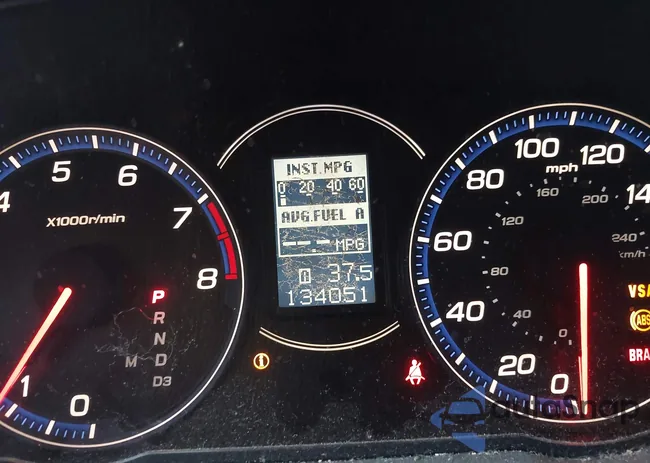 4 5 6 7 8
X1000r/min
1 0
P
R
N
M D
D3
INST.MPG
0 20 40 60
AVG.FUEL A
--.- MPG
A 37.5
134051
0 20 40 60 80 100 120 14
mph
0 40 80 120 160 200 240
km/h
VSA
ABS
BRA
autoSnap